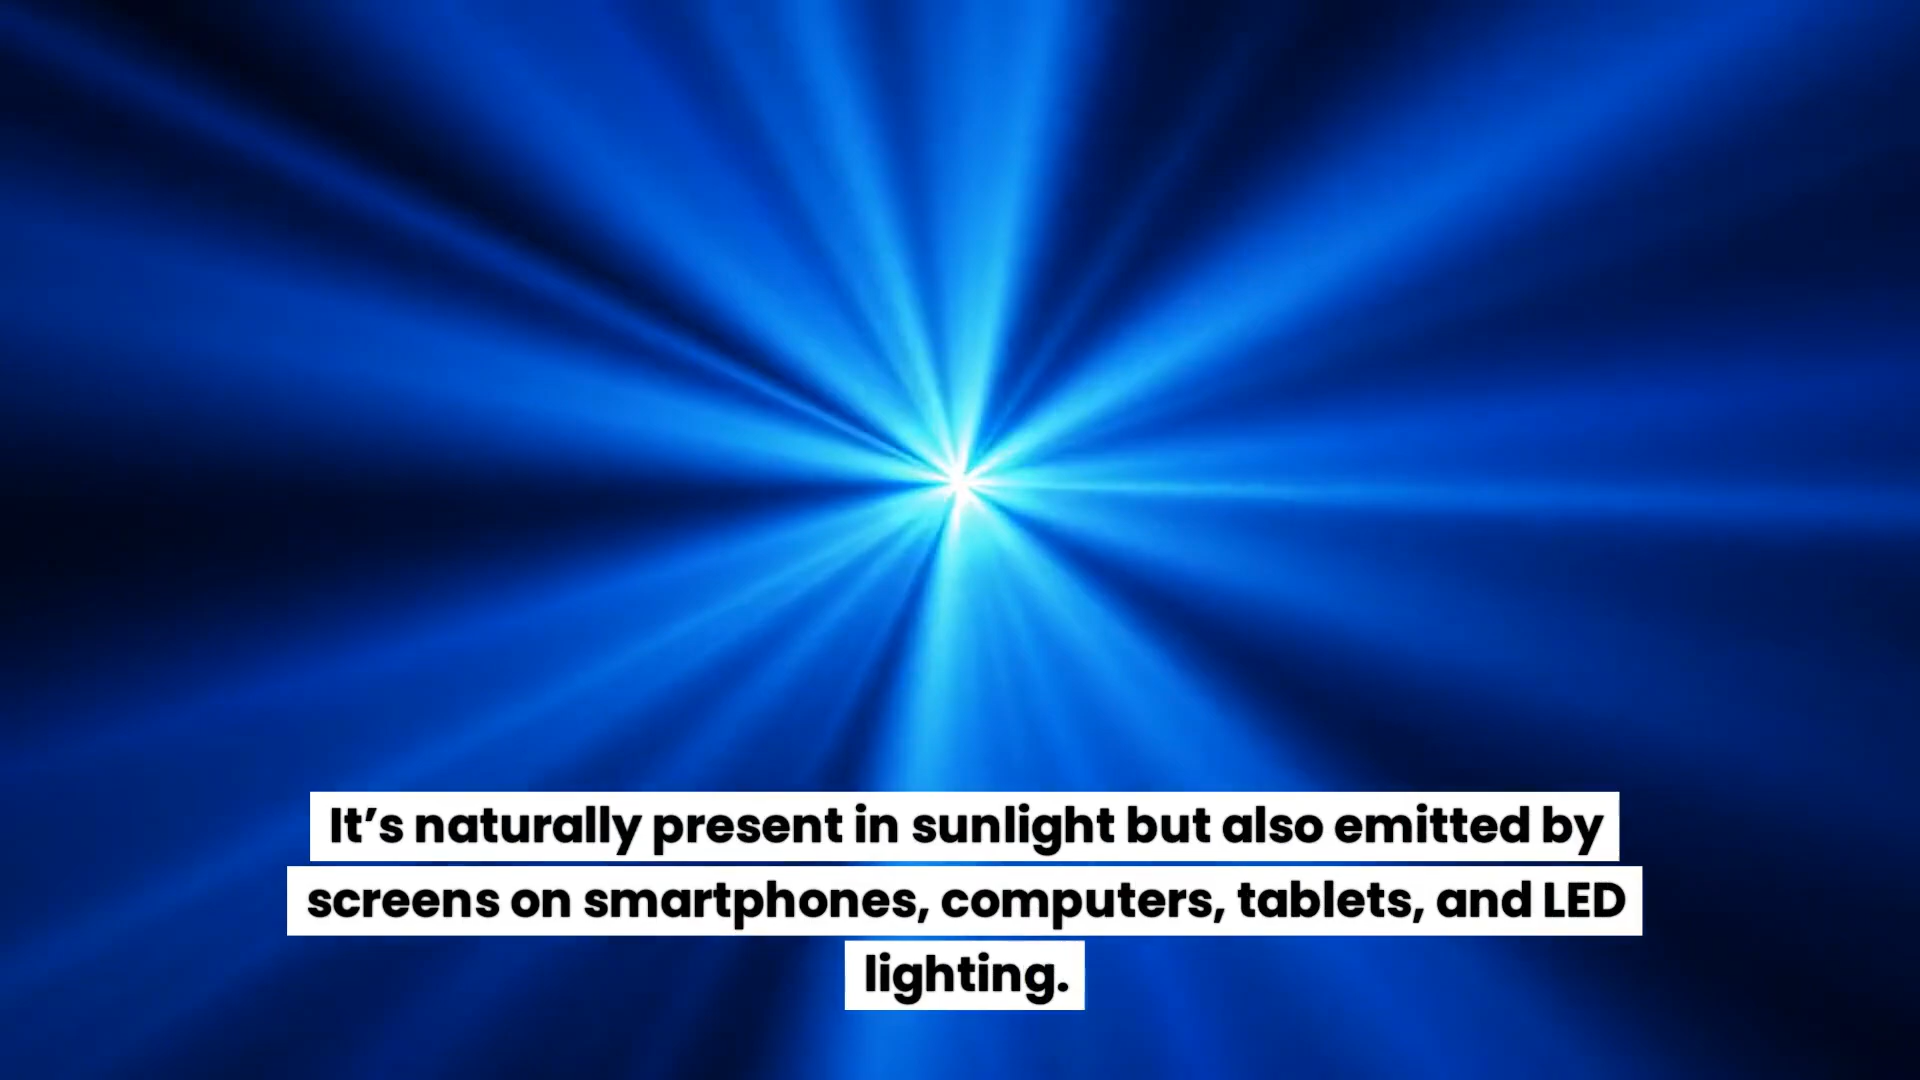 It’s naturally present in sunlight but also emitted by
screens on smartphones, computers, tablets, and LED
lighting.